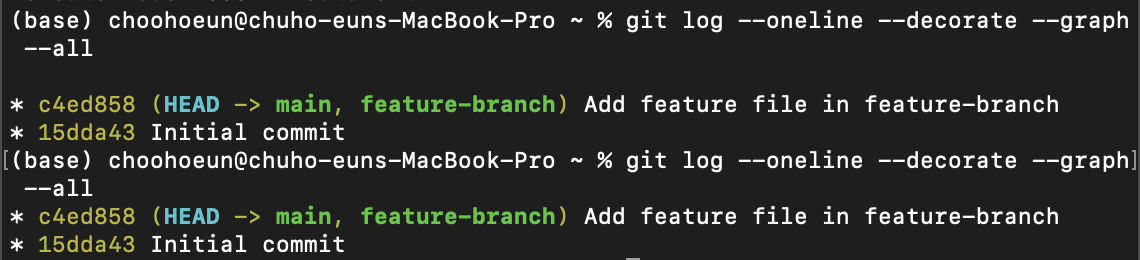 (base) choohoeun@chuho-euns-MacBook-Pro ~ % git log --oneline --decorate --graph
--all
* c4ed858 (HEAD -> main, feature-branch) Add feature file in feature-branch
* 15dda43 Initial commit
[(base) choohoeun@chuho-euns-MacBook-Pro ~ % git log --oneline --decorate --graph]
--all
* c4ed858 (HEAD -> main, feature-branch) Add feature file in feature-branch
* 15dda43 Initial commit